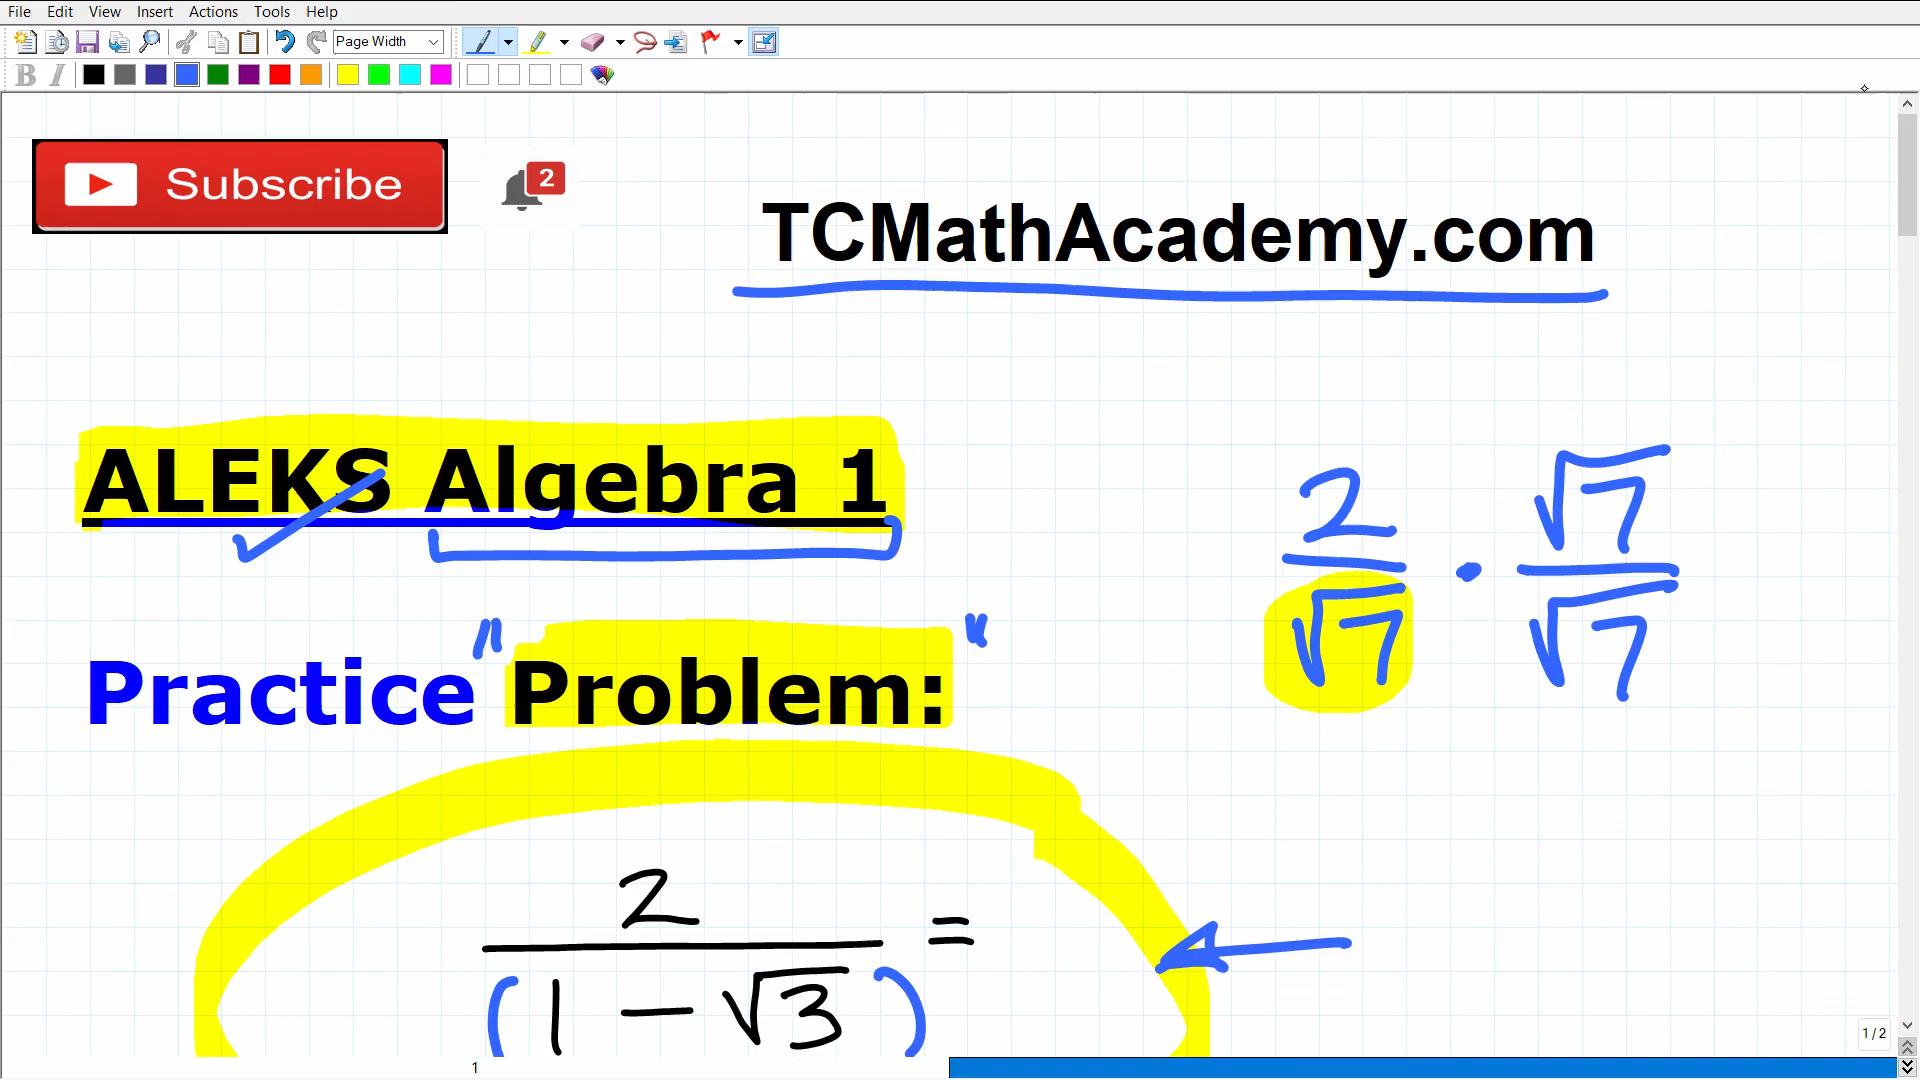 File Edit View Insert Actions Tools Help
Page Width
B I
Subscribe 2
TCMathAcademy.com
ALEKS Algebra 1
2/√7 · √7/√7
Practice "Problem:"
2/(1 − √3) =
1 / 2
1